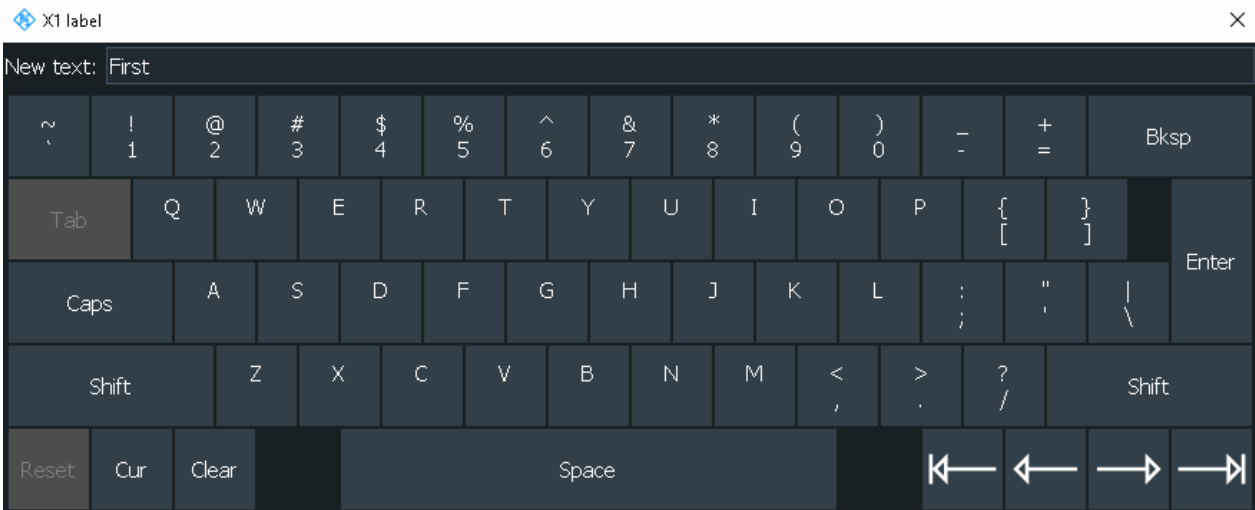 X1 label
New text: First
~ ! @ # $ % ^ & * ( ) _ + Bksp
` 1 2 3 4 5 6 7 8 9 0 - =
Tab Q W E R T Y U I O P { }
[ ]
Enter
Caps A S D F G H J K L : " |
; ' \
Shift Z X C V B N M < > ? Shift
, . /
Reset Cur Clear Space